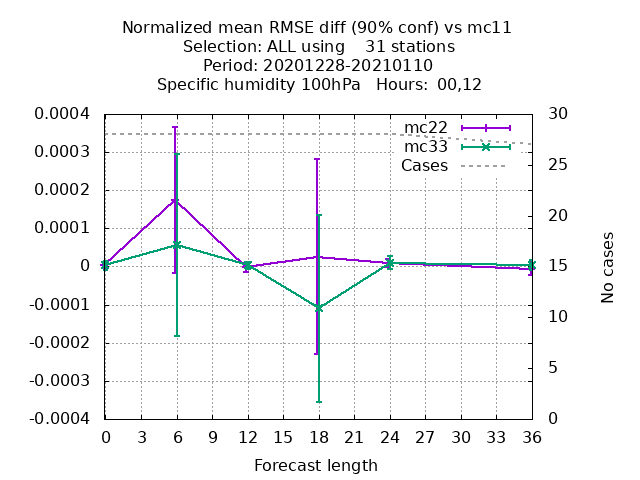 Normalized mean RMSE diff (90% conf) vs mc11
Selection: ALL using    31 stations
Period: 20201228-20210110
Specific humidity 100hPa   Hours:  00,12
mc22
mc33
Cases
0.0004
0.0003
0.0002
0.0001
0
-0.0001
-0.0002
-0.0003
-0.0004
30
25
20
15
10
5
0
No cases
0 3 6 9 12 15 18 21 24 27 30 33 36
Forecast length